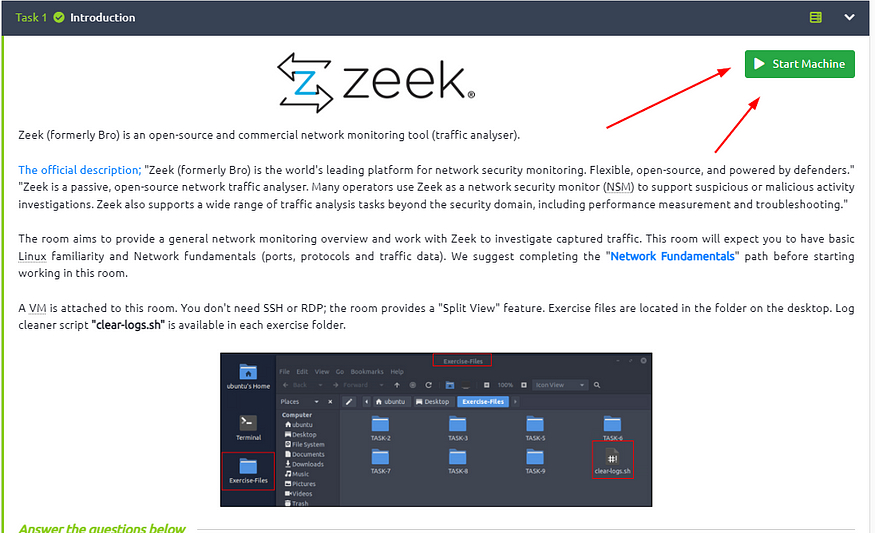 Task 1 Introduction
zeek®
Start Machine
Zeek (formerly Bro) is an open-source and commercial network monitoring tool (traffic analyser).
The official description; "Zeek (formerly Bro) is the world's leading platform for network security monitoring. Flexible, open-source, and powered by defenders."
"Zeek is a passive, open-source network traffic analyser. Many operators use Zeek as a network security monitor (NSM) to support suspicious or malicious activity
investigations. Zeek also supports a wide range of traffic analysis tasks beyond the security domain, including performance measurement and troubleshooting."
The room aims to provide a general network monitoring overview and work with Zeek to investigate captured traffic. This room will expect you to have basic
Linux familiarity and Network fundamentals (ports, protocols and traffic data). We suggest completing the "Network Fundamentals" path before starting
working in this room.
A VM is attached to this room. You don't need SSH or RDP; the room provides a "Split View" feature. Exercise files are located in the folder on the desktop. Log
cleaner script "clear-logs.sh" is available in each exercise folder.
ubuntu's Home
Terminal
Exercise-Files
Exercise-Files
File Edit View Go Bookmarks Help
Back Forward 100% Icon View
Places ubuntu Desktop Exercise-Files
Computer
ubuntu
Desktop
File System
Documents
Downloads
Music
Pictures
Videos
Trash
TASK-2 TASK-3 TASK-5 TASK-6
TASK-7 TASK-8 TASK-9 clear-logs.sh
Answer the questions below